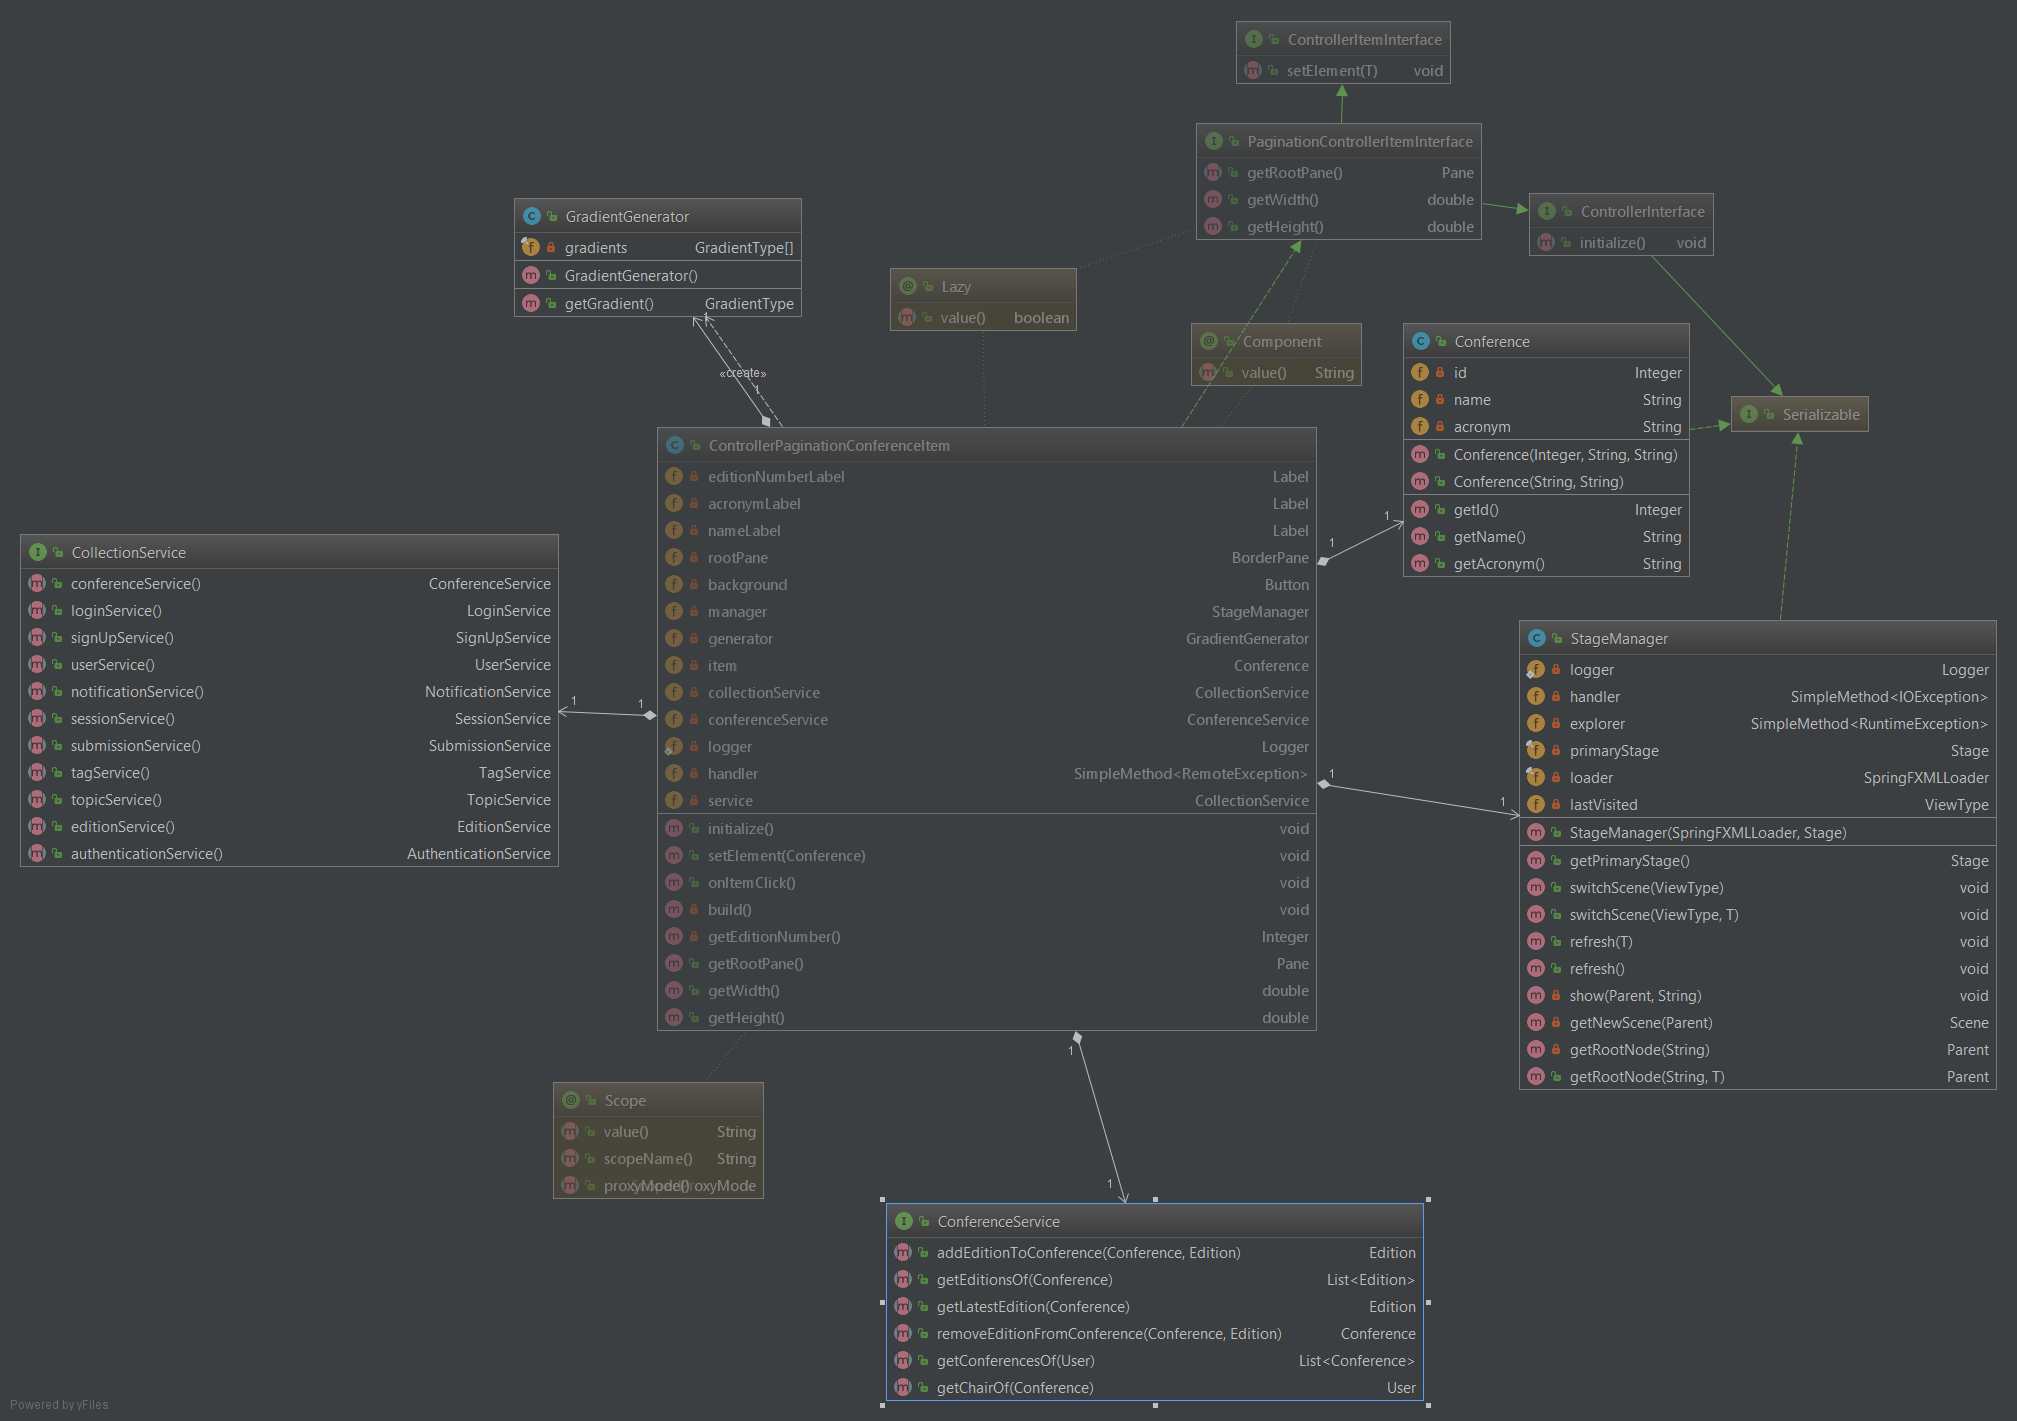 ControllerItemInterface
setElement(T) void
PaginationControllerItemInterface
getRootPane() Pane
getWidth() double
getHeight() double
ControllerInterface
initialize() void
GradientGenerator
gradients GradientType[]
GradientGenerator()
getGradient() GradientType
Lazy
value() boolean
Component
value() String
Conference
id Integer
name String
acronym String
Conference(Integer, String, String)
Conference(String, String)
getId() Integer
getName() String
getAcronym() String
Serializable
1
«create»
1
ControllerPaginationConferenceItem
editionNumberLabel Label
acronymLabel Label
nameLabel Label
rootPane BorderPane
background Button
manager StageManager
generator GradientGenerator
item Conference
collectionService CollectionService
conferenceService ConferenceService
logger Logger
handler SimpleMethod<RemoteException>
service CollectionService
initialize() void
setElement(Conference) void
onItemClick() void
build() void
getEditionNumber() Integer
getRootPane() Pane
getWidth() double
getHeight() double
1
1
CollectionService
conferenceService() ConferenceService
loginService() LoginService
signUpService() SignUpService
userService() UserService
notificationService() NotificationService
sessionService() SessionService
submissionService() SubmissionService
tagService() TagService
topicService() TopicService
editionService() EditionService
authenticationService() AuthenticationService
1
1
StageManager
logger Logger
handler SimpleMethod<IOException>
explorer SimpleMethod<RuntimeException>
primaryStage Stage
loader SpringFXMLLoader
lastVisited ViewType
StageManager(SpringFXMLLoader, Stage)
getPrimaryStage() Stage
switchScene(ViewType) void
switchScene(ViewType, T) void
refresh(T) void
refresh() void
show(Parent, String) void
getNewScene(Parent) Scene
getRootNode(String) Parent
getRootNode(String, T) Parent
1
1
Scope
value() String
scopeName() String
proxyMode()
1
1
ConferenceService
addEditionToConference(Conference, Edition) Edition
getEditionsOf(Conference) List<Edition>
getLatestEdition(Conference) Edition
removeEditionFromConference(Conference, Edition) Conference
getConferencesOf(User) List<Conference>
getChairOf(Conference) User
Powered by yFiles